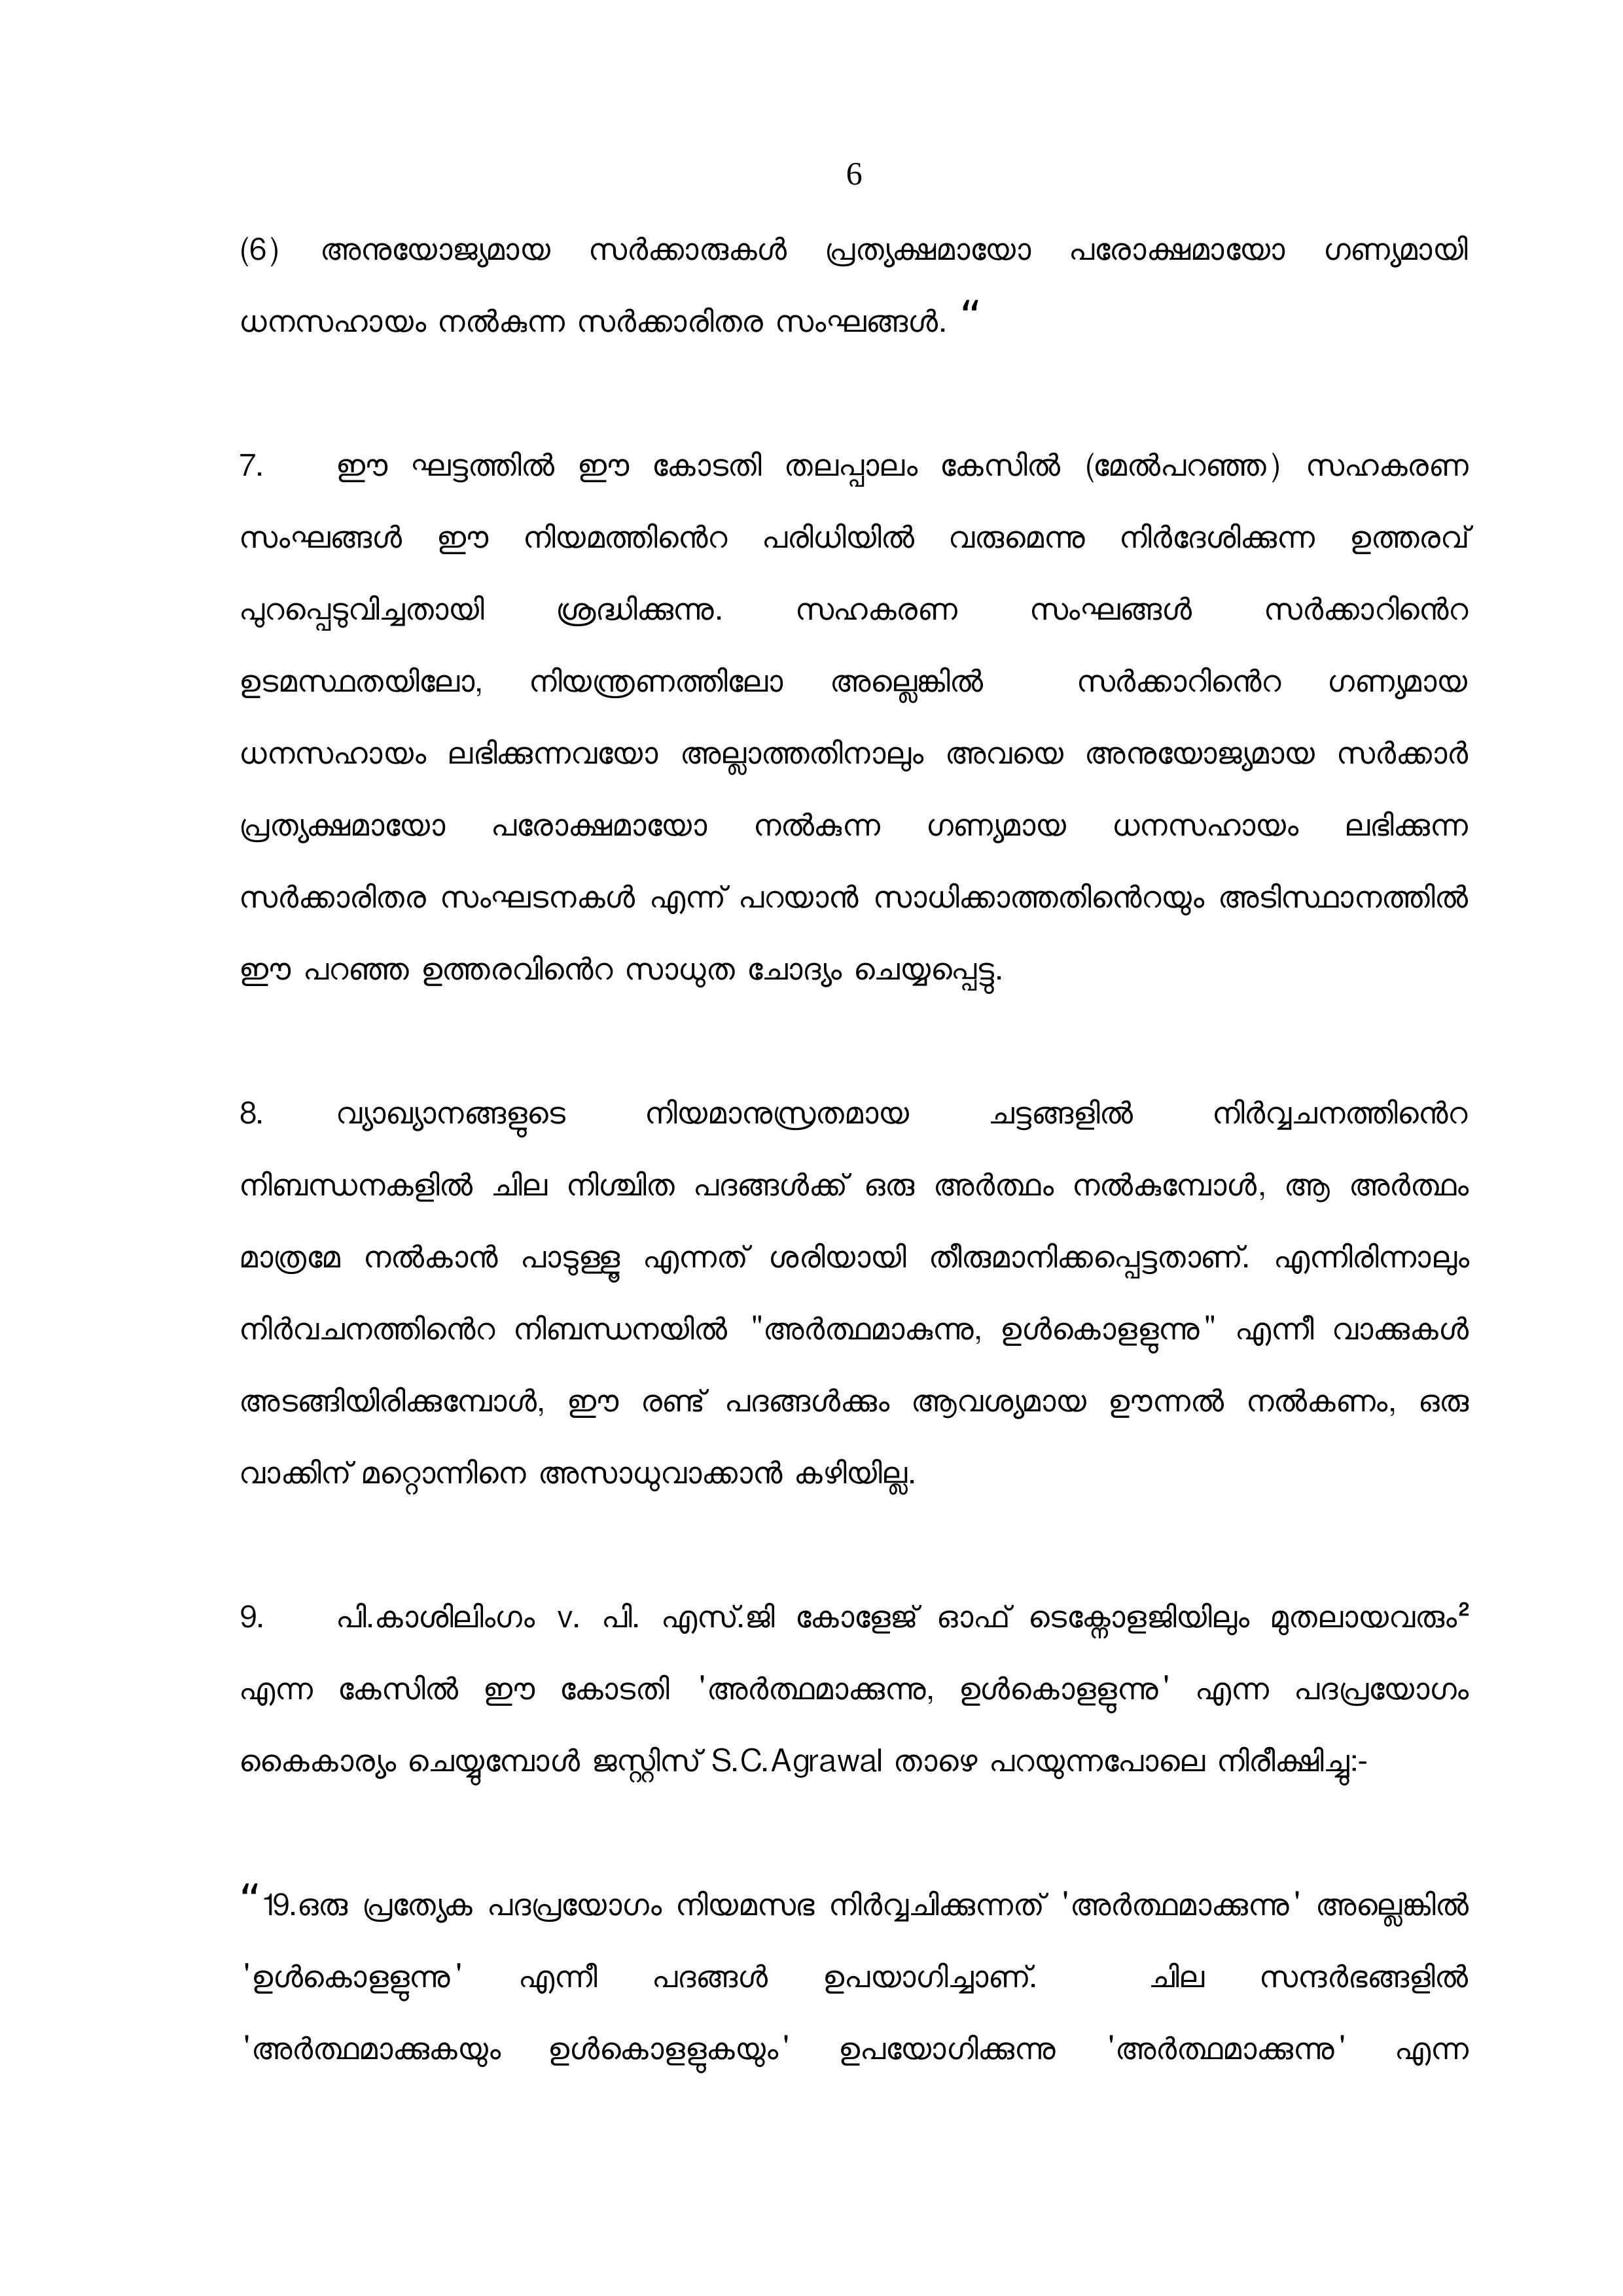 6
(6) അനുയോജ്യമായ സർക്കാരുകൾ പ്രത്യക്ഷമായോ പരോക്ഷമായോ ഗണ്യമായി
ധനസഹായം നൽകുന്ന സർക്കാരിതര സംഘങ്ങൾ. “
7. ഈ ഘട്ടത്തിൽ ഈ കോടതി തലപ്പാലം കേസിൽ (മേൽപറഞ്ഞ) സഹകരണ
സംഘങ്ങൾ ഈ നിയമത്തിൻെറ പരിധിയിൽ വരുമെന്നു നിർദേശിക്കുന്ന ഉത്തരവ്
പുറപ്പെടുവിച്ചതായി ശ്രദ്ധിക്കുന്നു. സഹകരണ സംഘങ്ങൾ സർക്കാറിൻെറ
ഉടമസ്ഥതയിലോ, നിയന്ത്രണത്തിലോ അല്ലെങ്കിൽ സർക്കാറിൻെറ ഗണ്യമായ
ധനസഹായം ലഭിക്കുന്നവയോ അല്ലാത്തതിനാലും അവയെ അനുയോജ്യമായ സർക്കാർ
പ്രത്യക്ഷമായോ പരോക്ഷമായോ നൽകുന്ന ഗണ്യമായ ധനസഹായം ലഭിക്കുന്ന
സർക്കാരിതര സംഘടനകൾ എന്ന് പറയാൻ സാധിക്കാത്തതിൻെറയും അടിസ്ഥാനത്തിൽ
ഈ പറഞ്ഞ ഉത്തരവിൻെറ സാധുത ചോദ്യം ചെയ്യപ്പെട്ടു.
8. വ്യാഖ്യാനങ്ങളുടെ നിയമാനുസ്രതമായ ചട്ടങ്ങളിൽ നിർവ്വചനത്തിൻെറ
നിബന്ധനകളിൽ ചില നിശ്ചിത പദങ്ങൾക്ക് ഒരു അർത്ഥം നൽകുമ്പോൾ, ആ അർത്ഥം
മാത്രമേ നൽകാൻ പാടുള്ളൂ എന്നത് ശരിയായി തീരുമാനിക്കപ്പെട്ടതാണ്. എന്നിരിന്നാലും
നിർവചനത്തിൻെറ നിബന്ധനയിൽ "അർത്ഥമാകുന്നു, ഉൾകൊളളുന്നു" എന്നീ വാക്കുകൾ
അടങ്ങിയിരിക്കുമ്പോൾ, ഈ രണ്ട് പദങ്ങൾക്കും ആവശ്യമായ ഊന്നൽ നൽകണം, ഒരു
വാക്കിന് മറ്റൊന്നിനെ അസാധുവാക്കാൻ കഴിയില്ല.
9. പി.കാശിലിംഗം v. പി. എസ്.ജി കോളേജ് ഓഫ് ടെക്നോളജിയിലും മുതലായവരും²
എന്ന കേസിൽ ഈ കോടതി 'അർത്ഥമാക്കുന്നു, ഉൾകൊളളുന്നു' എന്ന പദപ്രയോഗം
കൈകാര്യം ചെയ്യുമ്പോൾ ജസ്റ്റിസ് S.C.Agrawal താഴെ പറയുന്നപോലെ നിരീക്ഷിച്ചു:-
“19.ഒരു പ്രത്യേക പദപ്രയോഗം നിയമസഭ നിർവ്വചിക്കുന്നത് 'അർത്ഥമാക്കുന്നു' അല്ലെങ്കിൽ
'ഉൾകൊളളുന്നു' എന്നീ പദങ്ങൾ ഉപയാഗിച്ചാണ്. ചില സന്ദർഭങ്ങളിൽ
'അർത്ഥമാക്കുകയും ഉൾകൊളളുകയും' ഉപയോഗിക്കുന്നു 'അർത്ഥമാക്കുന്നു' എന്ന